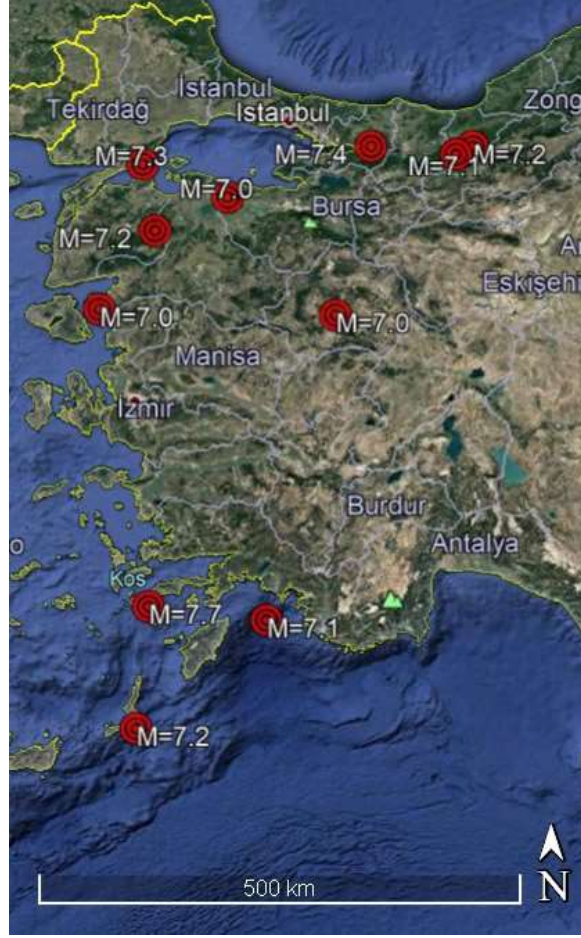 İstanbul
Istanbul
Tekirdağ
Zong
M=7.3
M=7.4
M=7.1
M=7.2
M=7.0
Bursa
M=7.2
Eskişehi
M=7.0
M=7.0
Manisa
İzmir
Burdur
Antalya
Kos
M=7.7
M=7.1
M=7.2
500 km
N